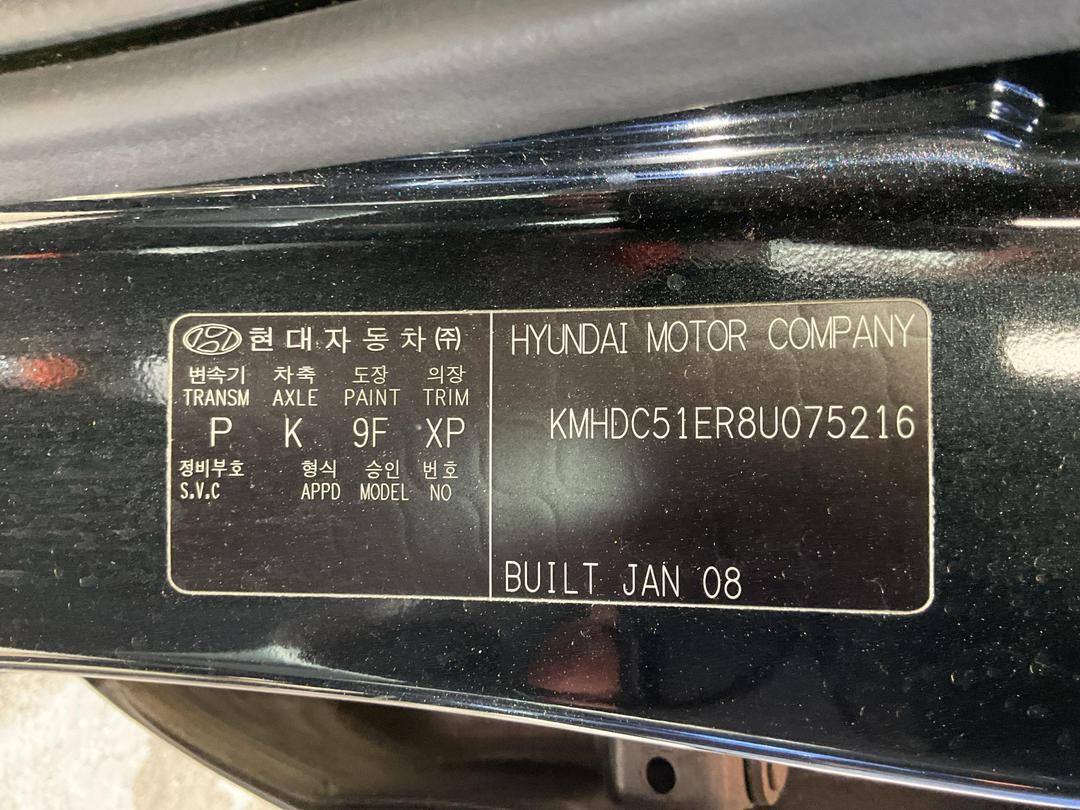 현대자동차(주)
변속기 차축 도장 의장
TRANSM AXLE PAINT TRIM
P K 9F XP
정비부호 형식 승인 번호
S.V.C APPD MODEL NO
HYUNDAI MOTOR COMPANY
KMHDC51ER8U075216
BUILT JAN 08